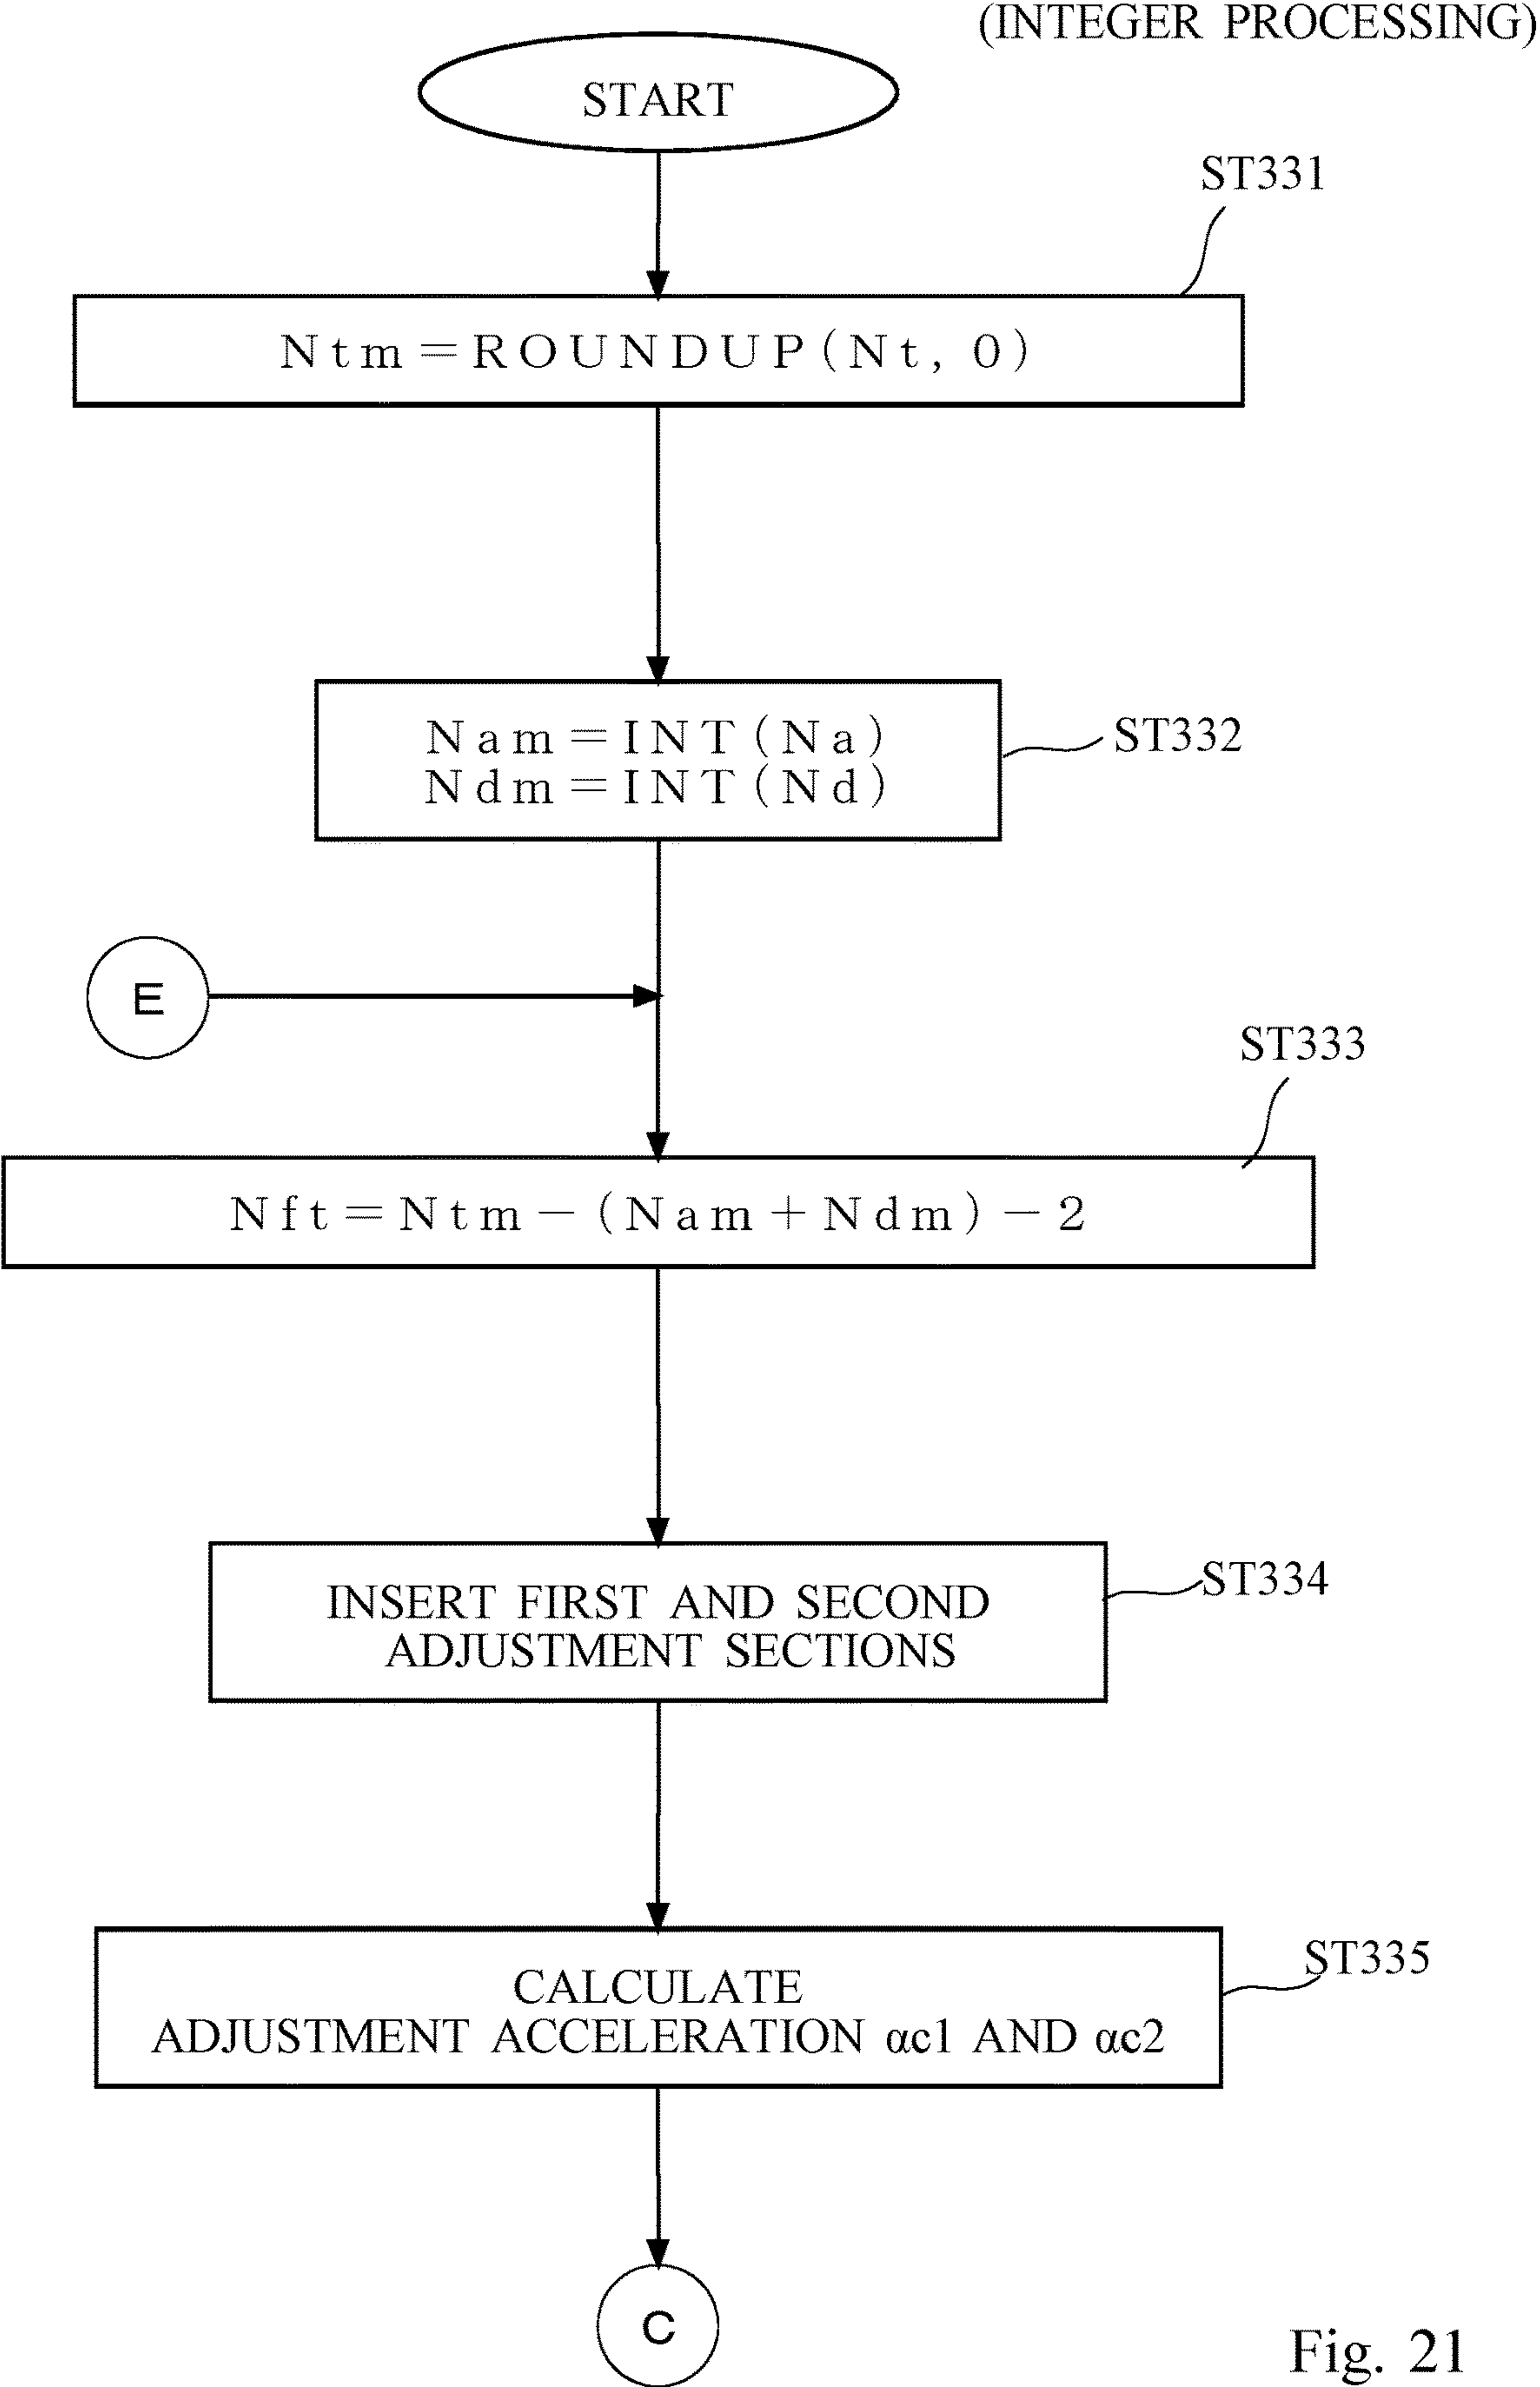 (INTEGER PROCESSING)
START
ST331
Ntm=ROUNDUP(Nt, 0)
Nam=INT(Na)
Ndm=INT(Nd)
ST332
E
ST333
Nft=Ntm-(Nam+Ndm)-2
INSERT FIRST AND SECOND
ADJUSTMENT SECTIONS
ST334
CALCULATE
ADJUSTMENT ACCELERATION αc1 AND αc2
ST335
C
Fig. 21